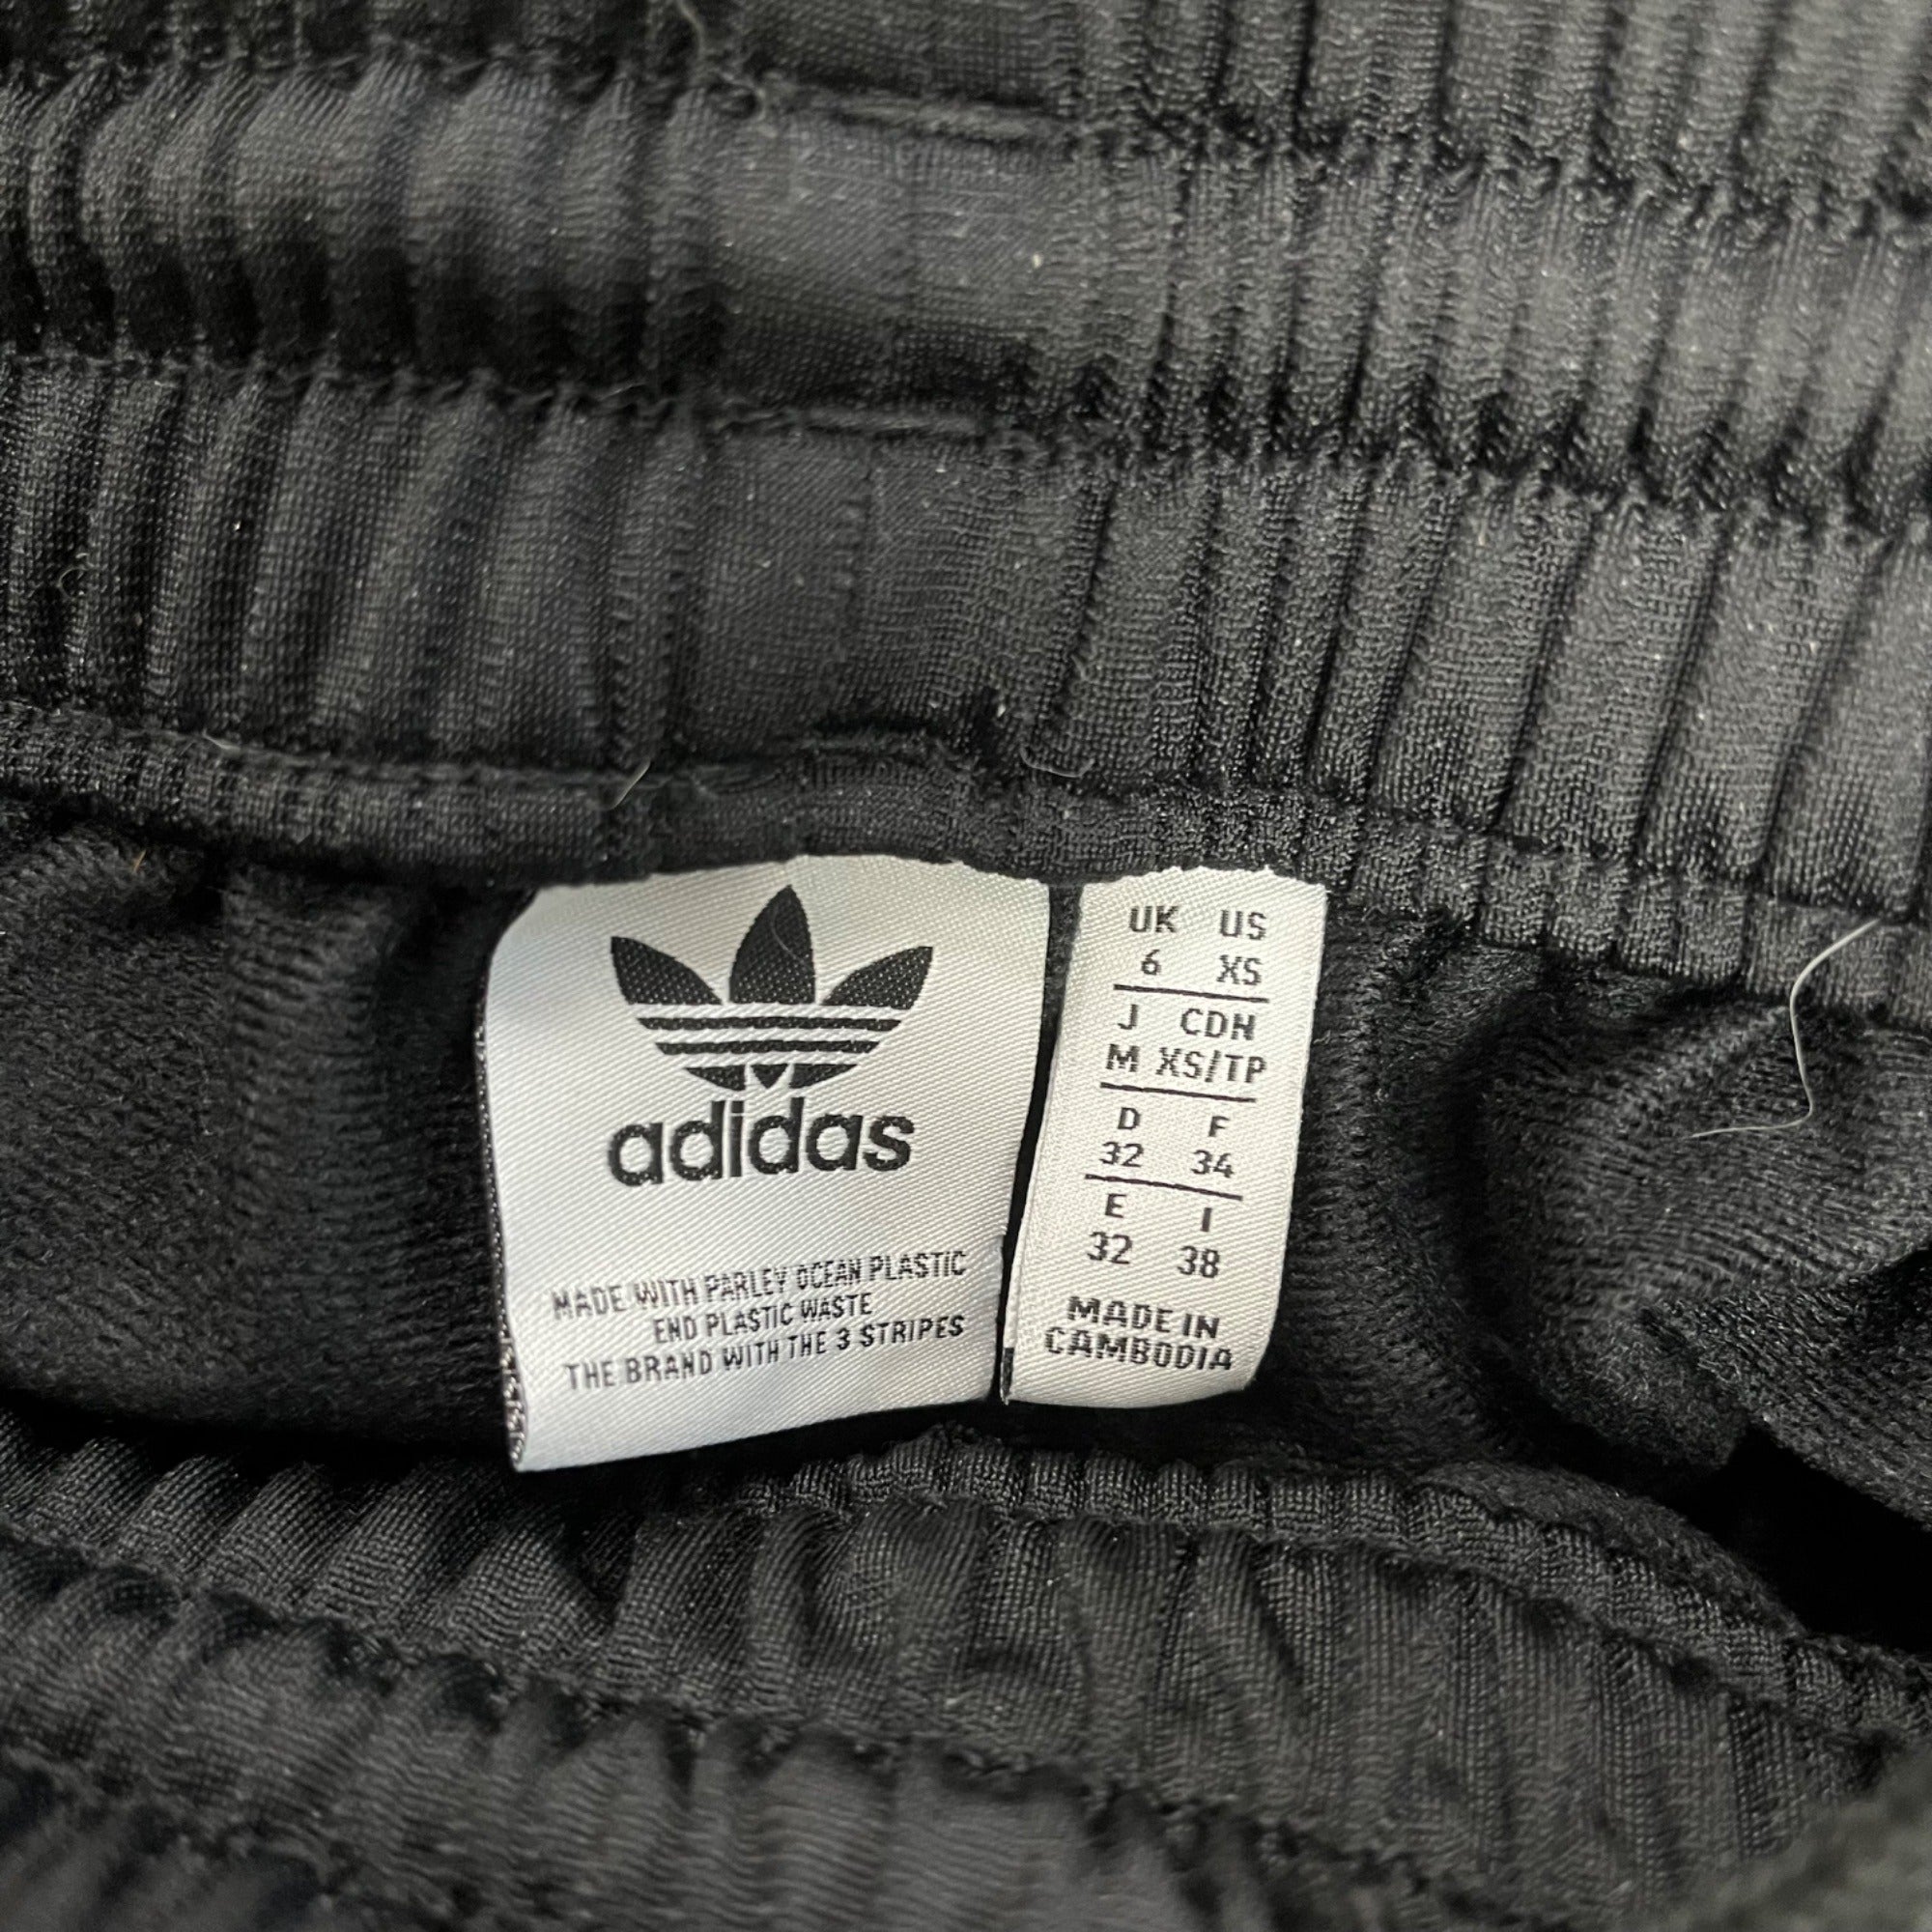 adidas
MADE WITH PARLEY OCEAN PLASTIC
END PLASTIC WASTE
THE BRAND WITH THE 3 STRIPES
UK US
6 XS
J CDN
M XS/TP
D F
32 34
E I
32 38
MADE IN
CAMBODIA